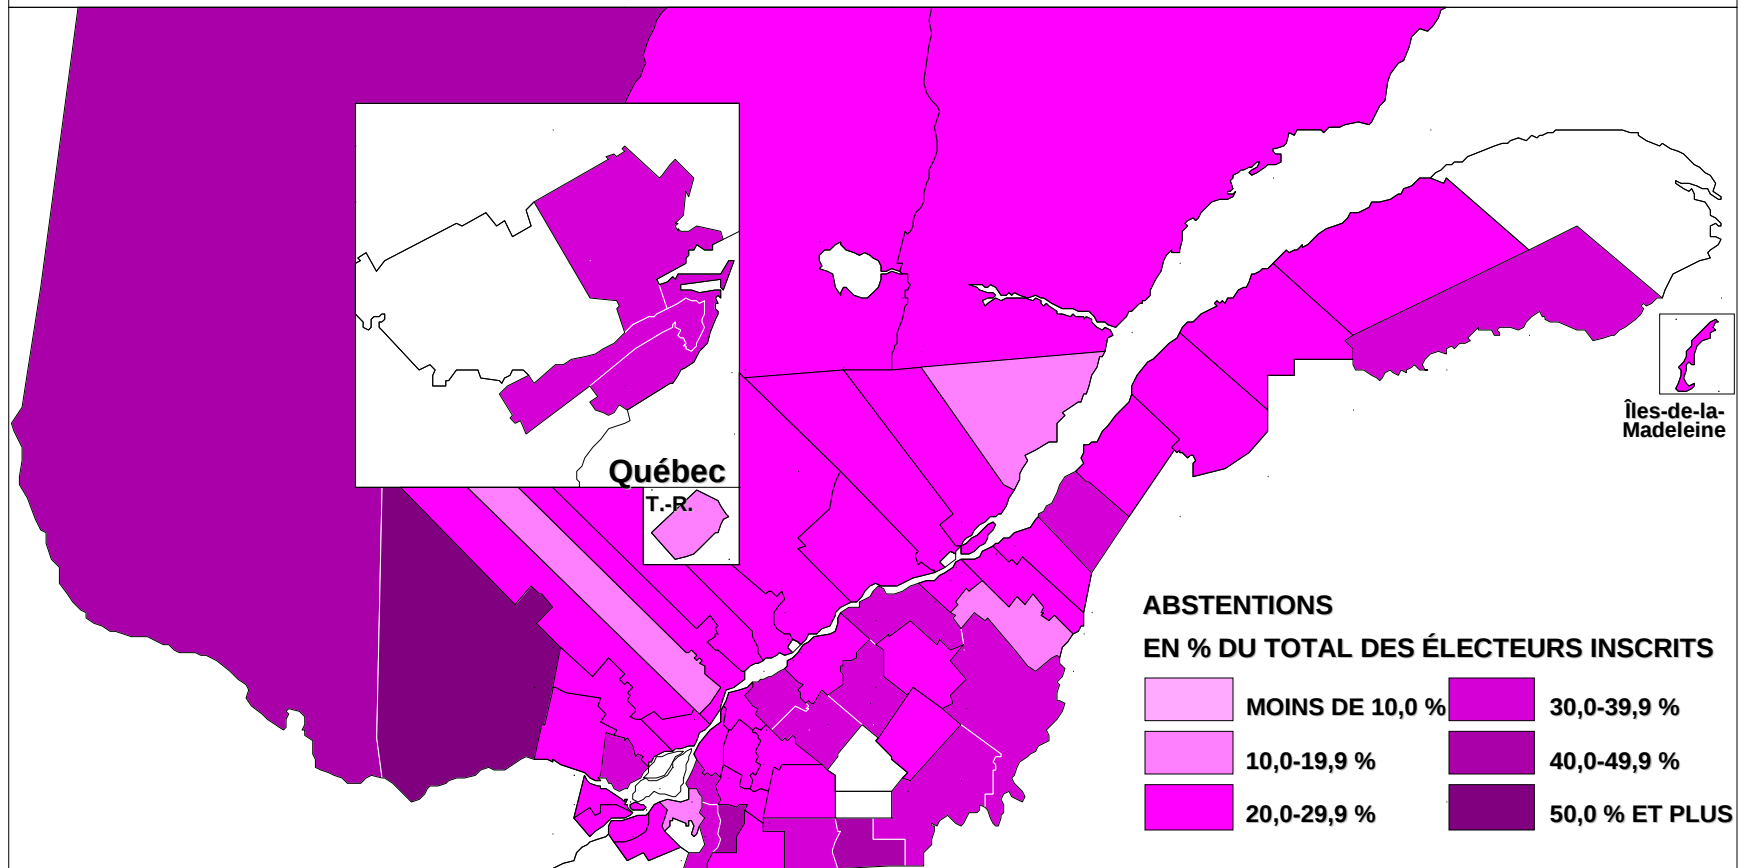 Québec
T.-R.
Îles-de-la-
Madeleine
ABSTENTIONS
EN % DU TOTAL DES ÉLECTEURS INSCRITS
MOINS DE 10,0 %
30,0-39,9 %
10,0-19,9 %
40,0-49,9 %
20,0-29,9 %
50,0 % ET PLUS